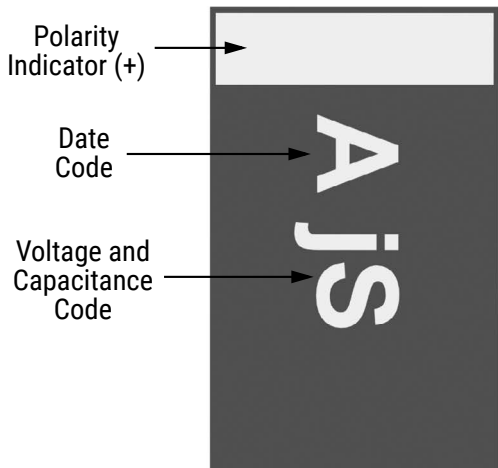 Polarity
Indicator (+)
Date
Code
Voltage and
Capacitance
Code
A jS